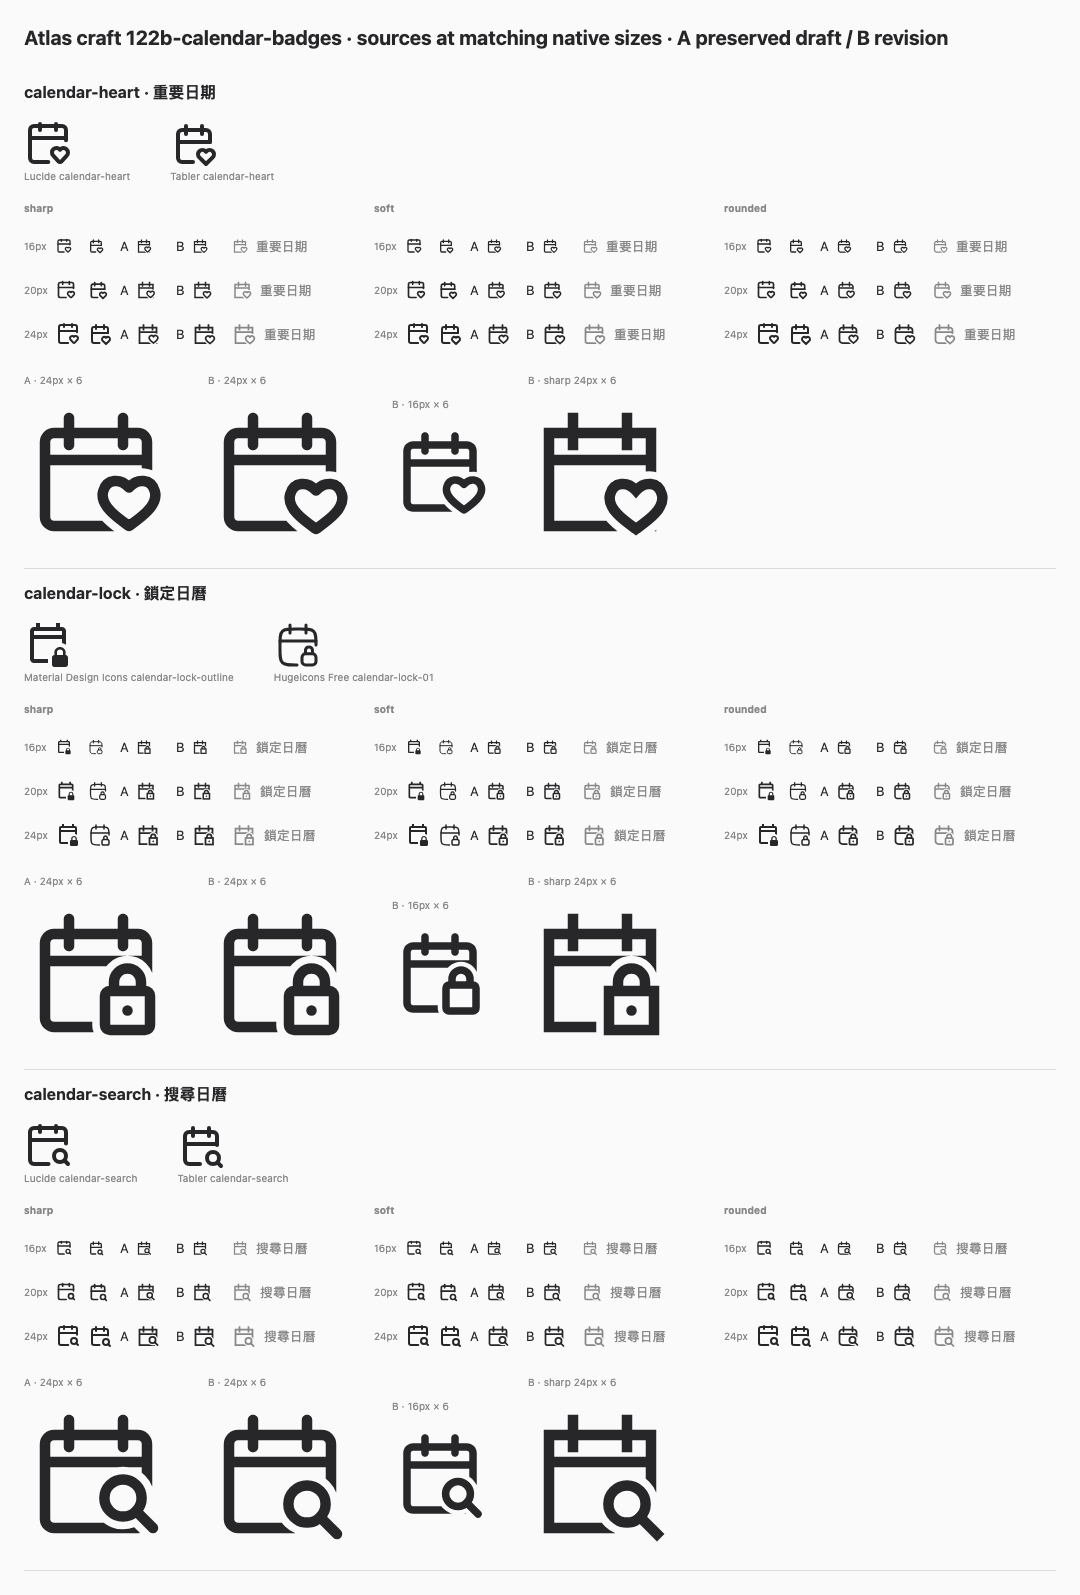 Atlas craft 122b-calendar-badges · sources at matching native sizes · A preserved draft / B revision
calendar-heart · 重要日期
Lucide calendar-heart
Tabler calendar-heart
sharp
soft
rounded
16px A B 重要日期
16px A B 重要日期
16px A B 重要日期
20px A B 重要日期
20px A B 重要日期
20px A B 重要日期
24px A B 重要日期
24px A B 重要日期
24px A B 重要日期
A · 24px × 6
B · 24px × 6
B · 16px × 6
B · sharp 24px × 6
calendar-lock · 鎖定日曆
Material Design Icons calendar-lock-outline
Hugeicons Free calendar-lock-01
sharp
soft
rounded
16px A B 鎖定日曆
16px A B 鎖定日曆
16px A B 鎖定日曆
20px A B 鎖定日曆
20px A B 鎖定日曆
20px A B 鎖定日曆
24px A B 鎖定日曆
24px A B 鎖定日曆
24px A B 鎖定日曆
A · 24px × 6
B · 24px × 6
B · 16px × 6
B · sharp 24px × 6
calendar-search · 搜尋日曆
Lucide calendar-search
Tabler calendar-search
sharp
soft
rounded
16px A B 搜尋日曆
16px A B 搜尋日曆
16px A B 搜尋日曆
20px A B 搜尋日曆
20px A B 搜尋日曆
20px A B 搜尋日曆
24px A B 搜尋日曆
24px A B 搜尋日曆
24px A B 搜尋日曆
A · 24px × 6
B · 24px × 6
B · 16px × 6
B · sharp 24px × 6